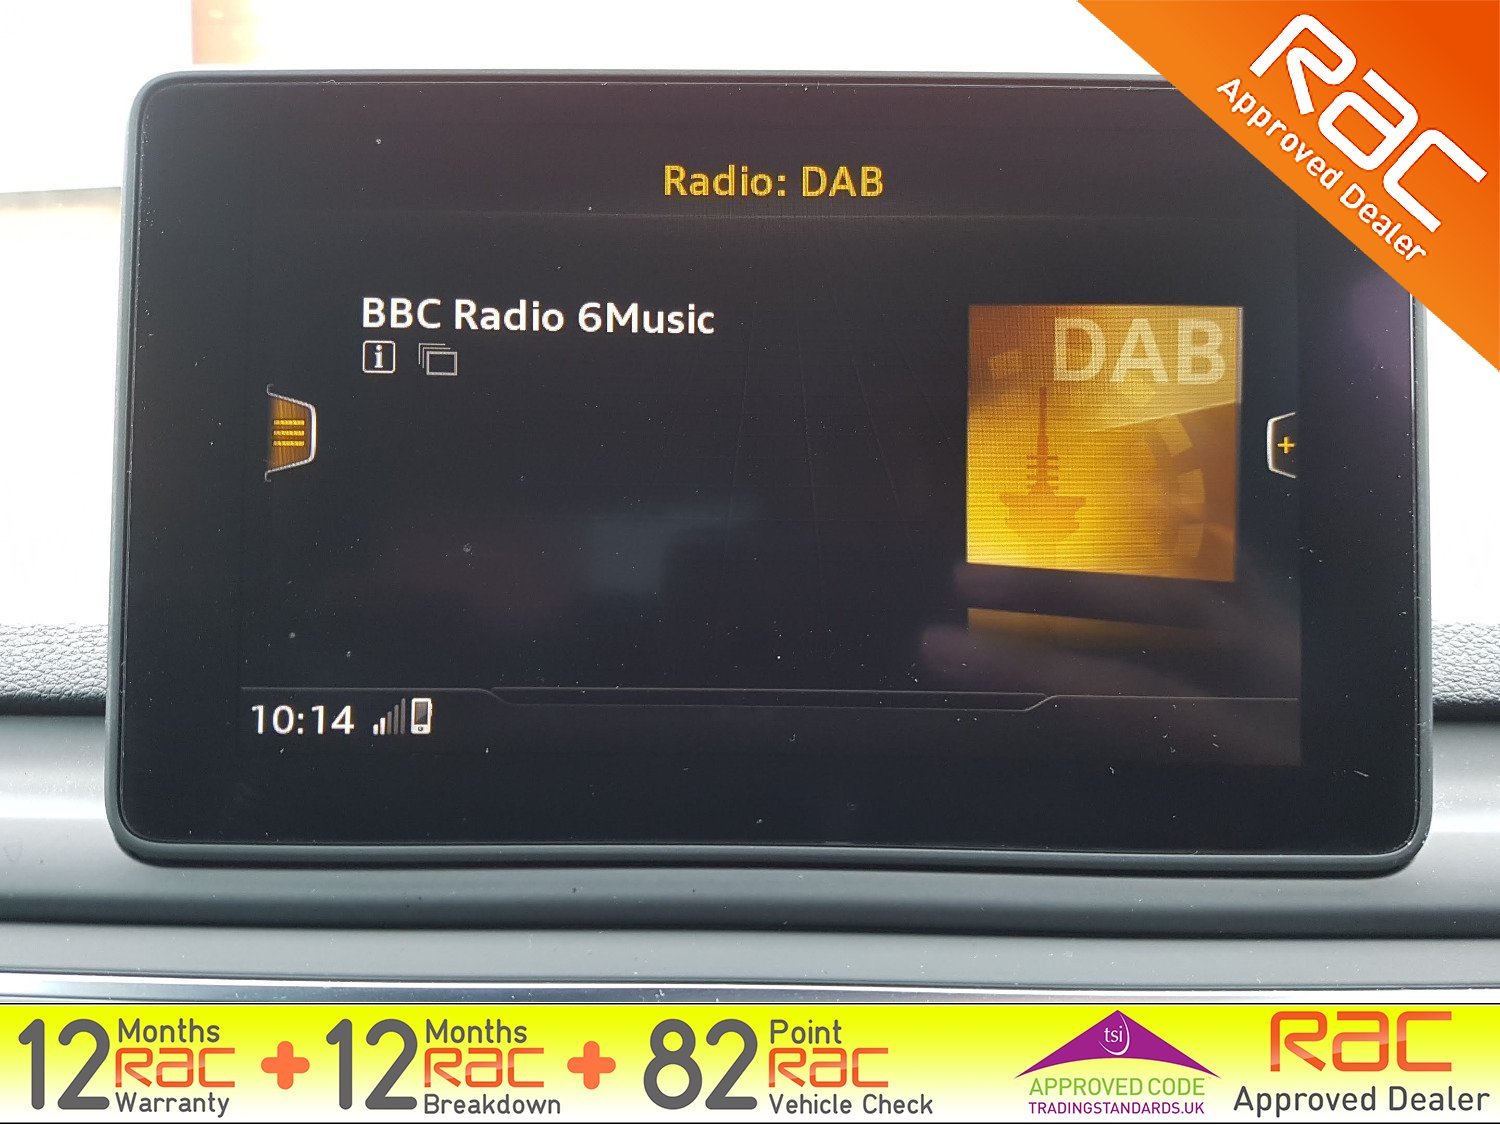 RAC
Approved Dealer
Radio: DAB
BBC Radio 6Music
i
DAB
+
10:14
12 Months RAC Warranty + 12 Months RAC Breakdown + 82 Point RAC Vehicle Check
tsi
APPROVED CODE
TRADINGSTANDARDS.UK
RAC
Approved Dealer